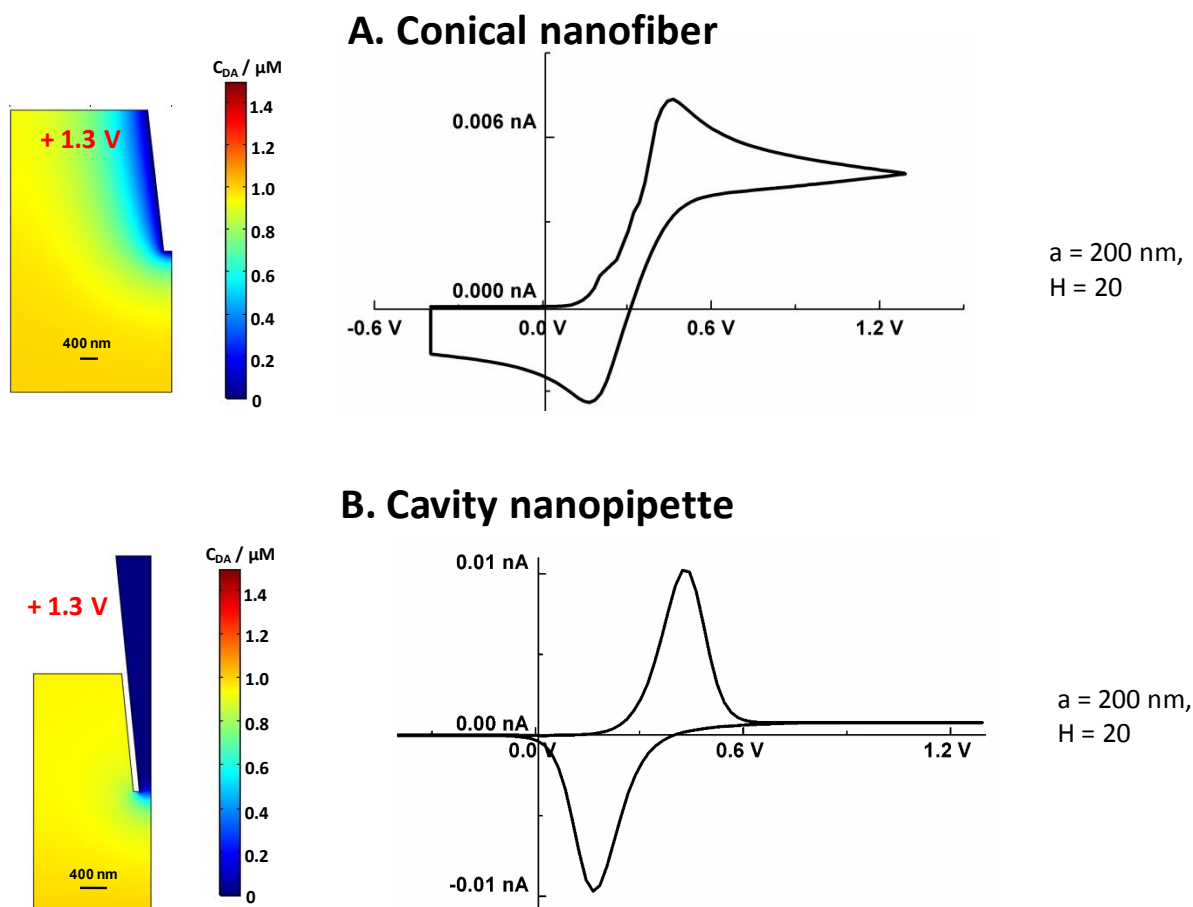 A. Conical nanofiber
C_DA / μM
+ 1.3 V
1.4
1.2
1.0
0.8
0.6
0.4
0.2
0
400 nm
0.006 nA
0.000 nA
-0.6 V
0.0 V
0.6 V
1.2 V
a = 200 nm,
H = 20
B. Cavity nanopipette
C_DA / μM
+ 1.3 V
1.4
1.2
1.0
0.8
0.6
0.4
0.2
0
400 nm
0.01 nA
0.00 nA
0.0 V
0.6 V
1.2 V
-0.01 nA
a = 200 nm,
H = 20